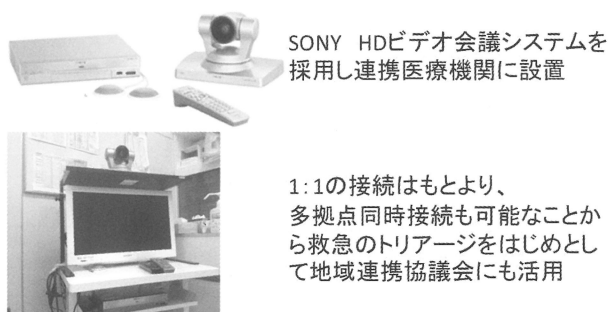 SONY　HDビデオ会議システムを
採用し連携医療機関に設置
1：1の接続はもとより、
多拠点同時接続も可能なことか
ら救急のトリアージをはじめとし
て地域連携協議会にも活用